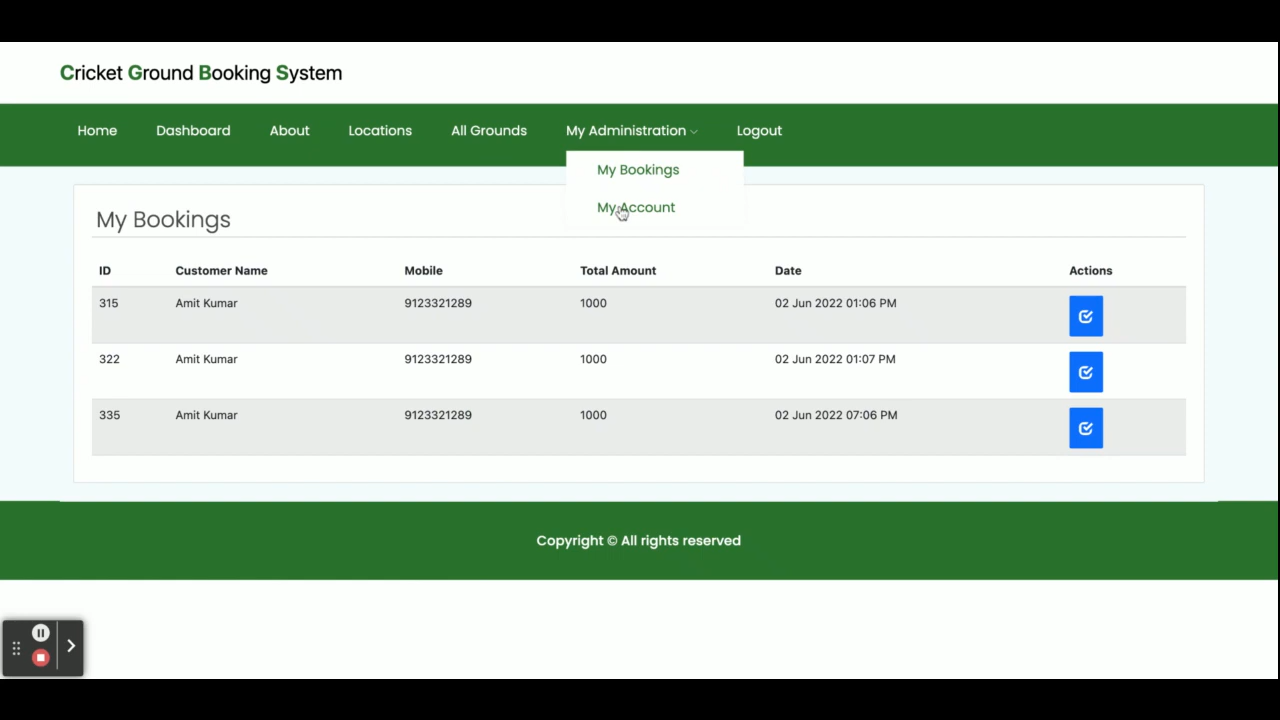 Cricket Ground Booking System
Home Dashboard About Locations All Grounds My Administration Logout
My Bookings
My Account
My Bookings
ID Customer Name Mobile Total Amount Date Actions
315 Amit Kumar 9123321289 1000 02 Jun 2022 01:06 PM
322 Amit Kumar 9123321289 1000 02 Jun 2022 01:07 PM
335 Amit Kumar 9123321289 1000 02 Jun 2022 07:06 PM
Copyright © All rights reserved